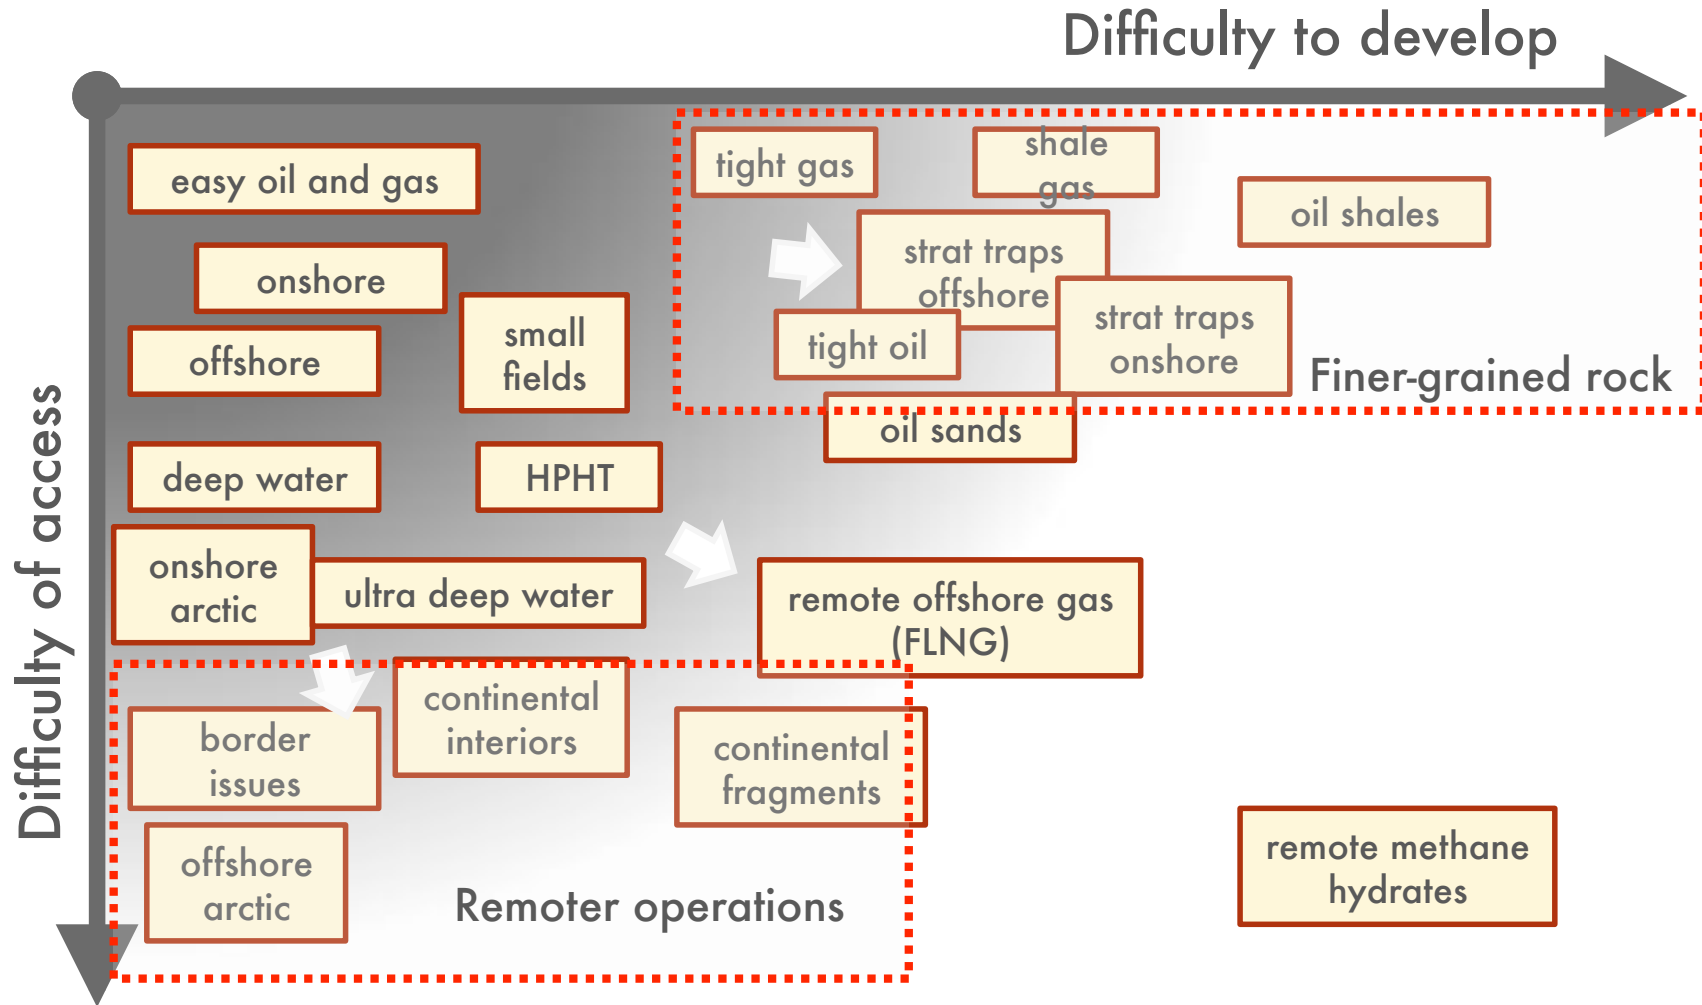 Difficulty to develop
Difficulty of access
easy oil and gas
onshore
offshore
small
fields
deep water
HPHT
onshore
arctic
ultra deep water
tight gas
shale
gas
oil shales
strat traps
offshore
tight oil
strat traps
onshore
Finer-grained rock
oil sands
remote offshore gas
(FLNG)
border
issues
continental
interiors
continental
fragments
offshore
arctic
Remoter operations
remote methane
hydrates